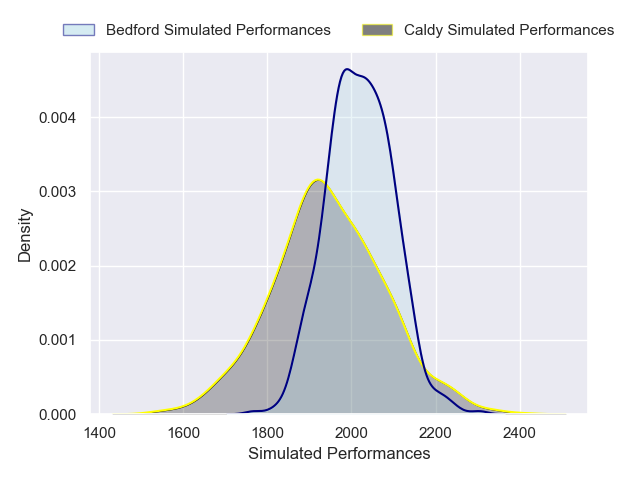 Bedford Simulated Performances Caldy Simulated Performances
0.004
0.003
0.002
0.001
0.000
Density
1400 1600 1800 2000 2200 2400
Simulated Performances